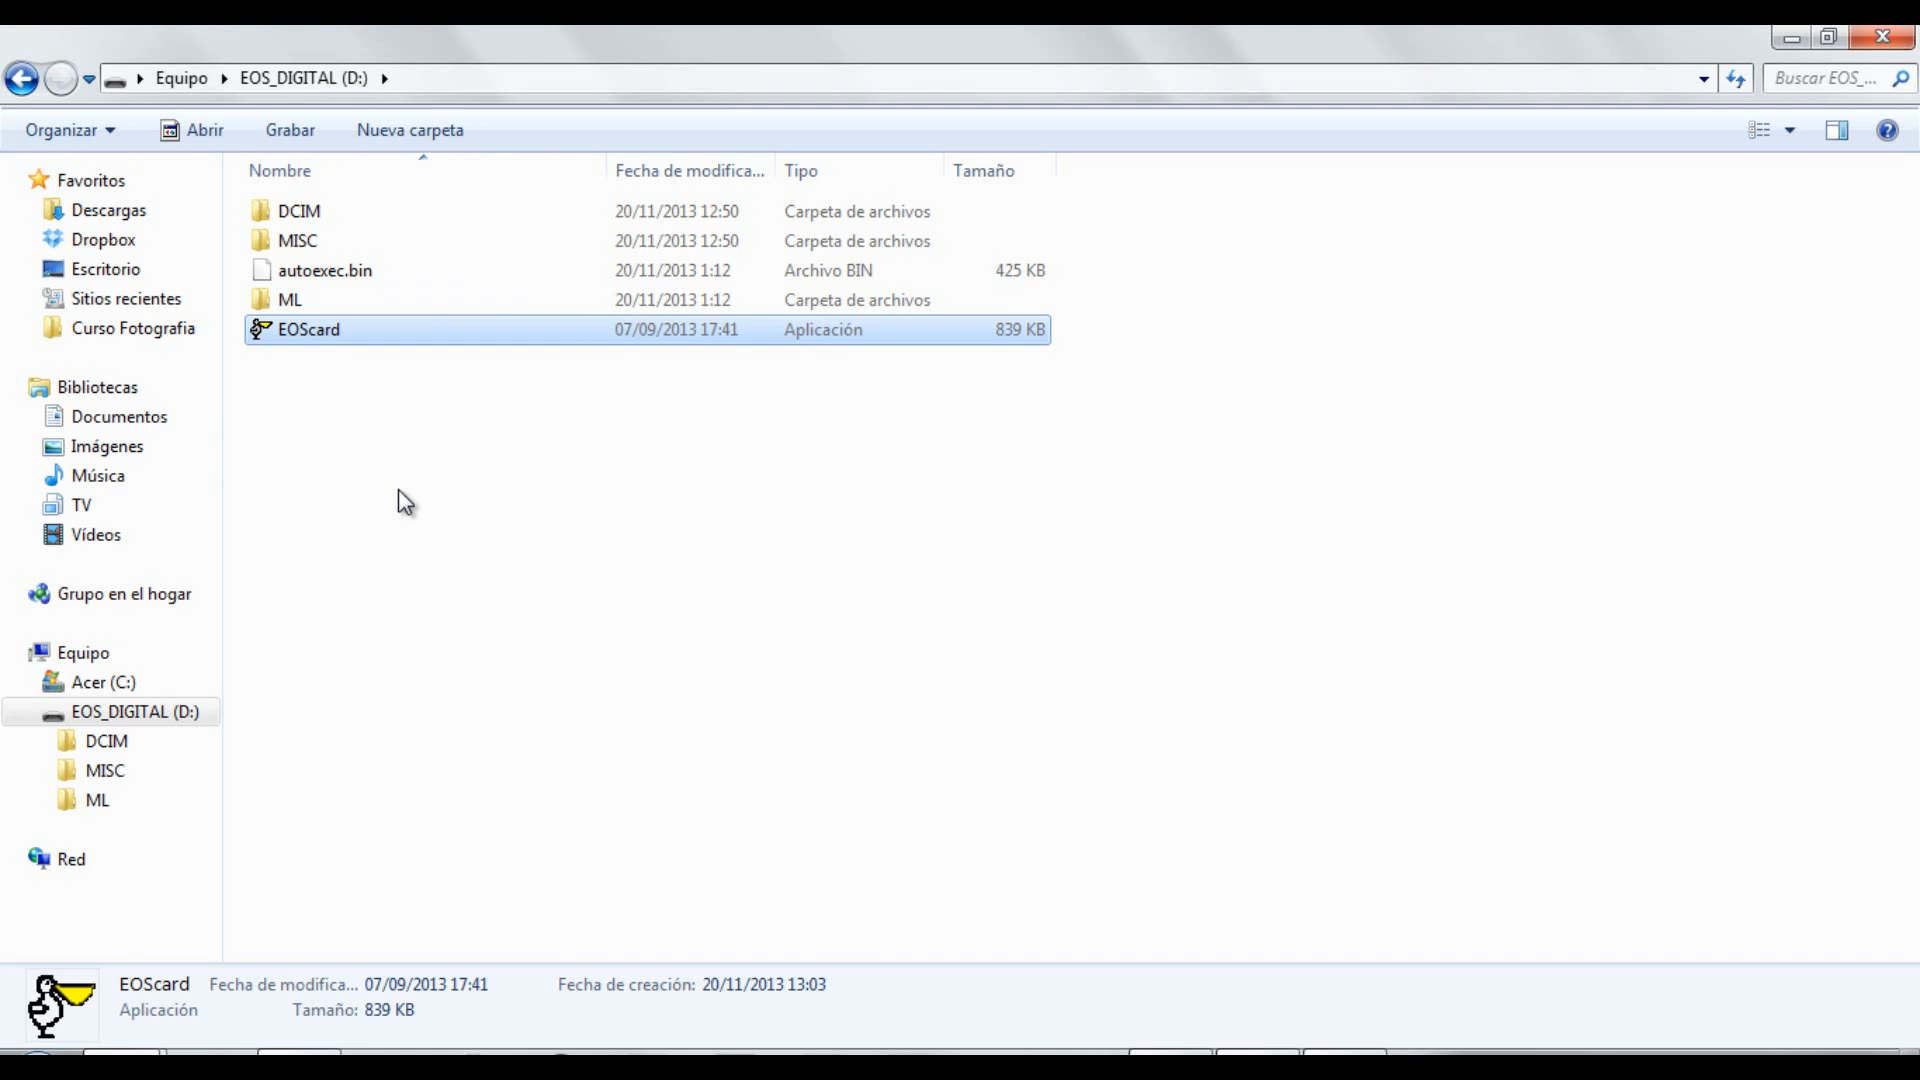 Equipo EOS_DIGITAL (D:) Buscar EOS_...
Organizar Abrir Grabar Nueva carpeta
Nombre Fecha de modifica... Tipo Tamaño
DCIM 20/11/2013 12:50 Carpeta de archivos
MISC 20/11/2013 12:50 Carpeta de archivos
autoexec.bin 20/11/2013 1:12 Archivo BIN 425 KB
ML 20/11/2013 1:12 Carpeta de archivos
EOScard 07/09/2013 17:41 Aplicación 839 KB
Favoritos
Descargas
Dropbox
Escritorio
Sitios recientes
Curso Fotografia
Bibliotecas
Documentos
Imágenes
Música
TV
Vídeos
Grupo en el hogar
Equipo
Acer (C:)
EOS_DIGITAL (D:)
DCIM
MISC
ML
Red
EOScard Fecha de modifica... 07/09/2013 17:41 Fecha de creación: 20/11/2013 13:03
Aplicación Tamaño: 839 KB